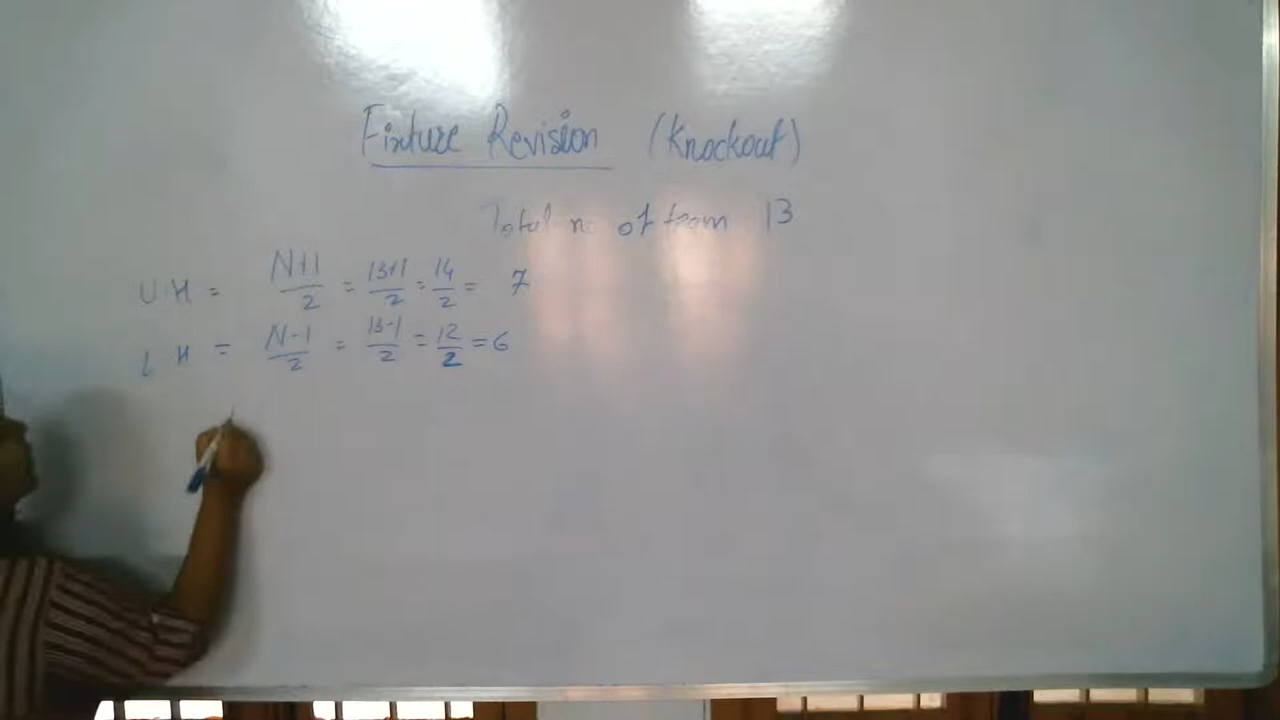 Fixture Revision (Knockout)
Total no of team 13
U H = N+1/2 = 13+1/2 = 14/2 = 7
L H = N-1/2 = 13-1/2 = 12/2 = 6